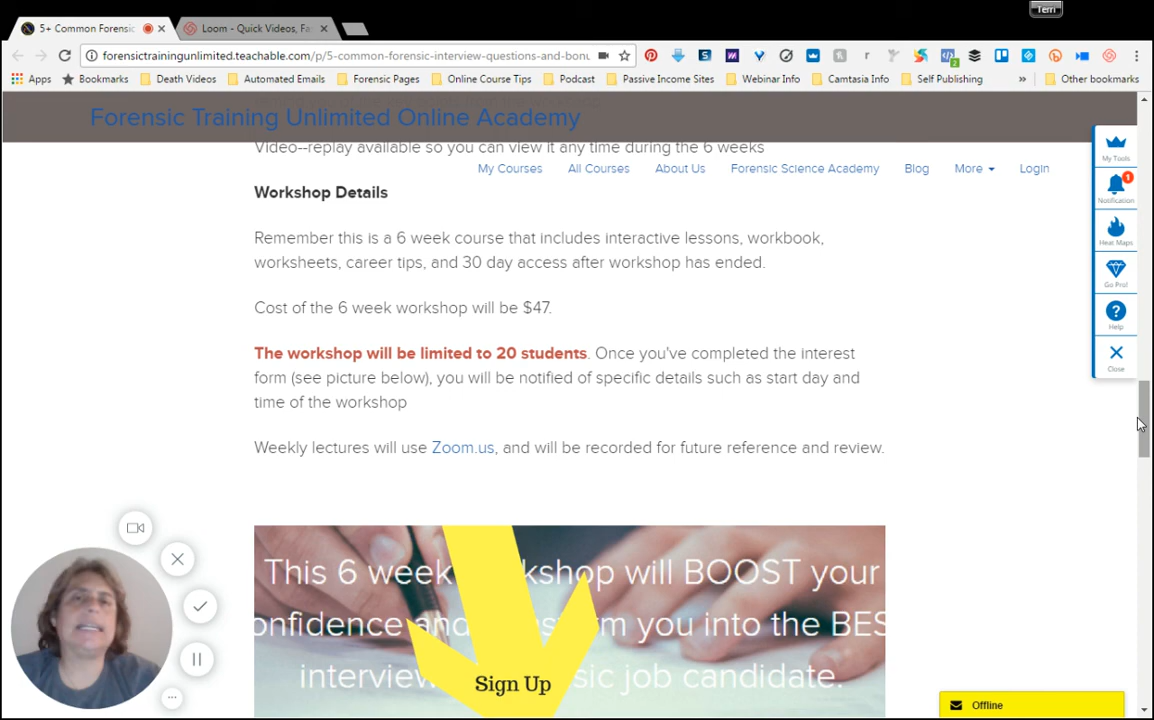 Terri
5+ Common Forensic
Loom - Quick Videos, Fa
forensictrainingunlimited.teachable.com/p/5-common-forensic-interview-questions-and-bonu
Apps
Bookmarks
Death Videos
Automated Emails
Forensic Pages
Online Course Tips
Podcast
Passive Income Sites
Webinar Info
Camtasia Info
Self Publishing
»
Other bookmarks
Forensic Training Unlimited Online Academy
Video--replay available so you can view it any time during the 6 weeks
My Courses
All Courses
About Us
Forensic Science Academy
Blog
More
Login
Workshop Details
Remember this is a 6 week course that includes interactive lessons, workbook,
worksheets, career tips, and 30 day access after workshop has ended.
Cost of the 6 week workshop will be $47.
The workshop will be limited to 20 students. Once you've completed the interest
form (see picture below), you will be notified of specific details such as start day and
time of the workshop
Weekly lectures will use Zoom.us, and will be recorded for future reference and review.
This 6 week kshop will BOOST your
onfidence and m you into the BES
interview sic job candidate.
Sign Up
My Tools
1
Notification
Heat Maps
Go Pro!
Help
Close
Offline